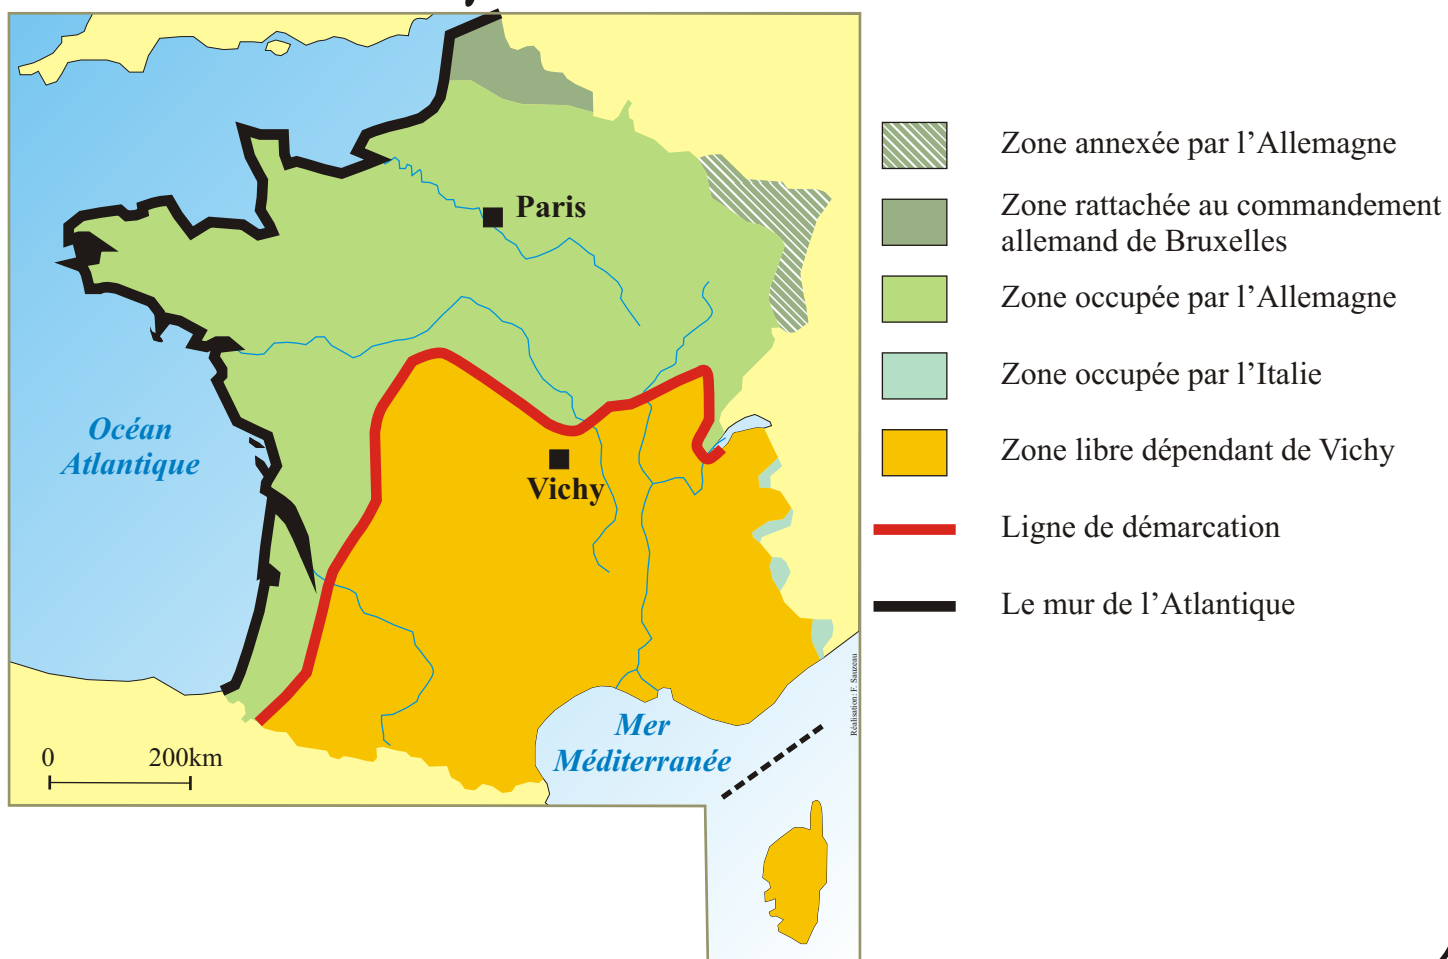 Paris
Vichy
Océan
Atlantique
Mer
Méditerranée
0 200km
Réalisation: F. Sauzeau
Zone annexée par l’Allemagne
Zone rattachée au commandement
allemand de Bruxelles
Zone occupée par l’Allemagne
Zone occupée par l’Italie
Zone libre dépendant de Vichy
Ligne de démarcation
Le mur de l’Atlantique